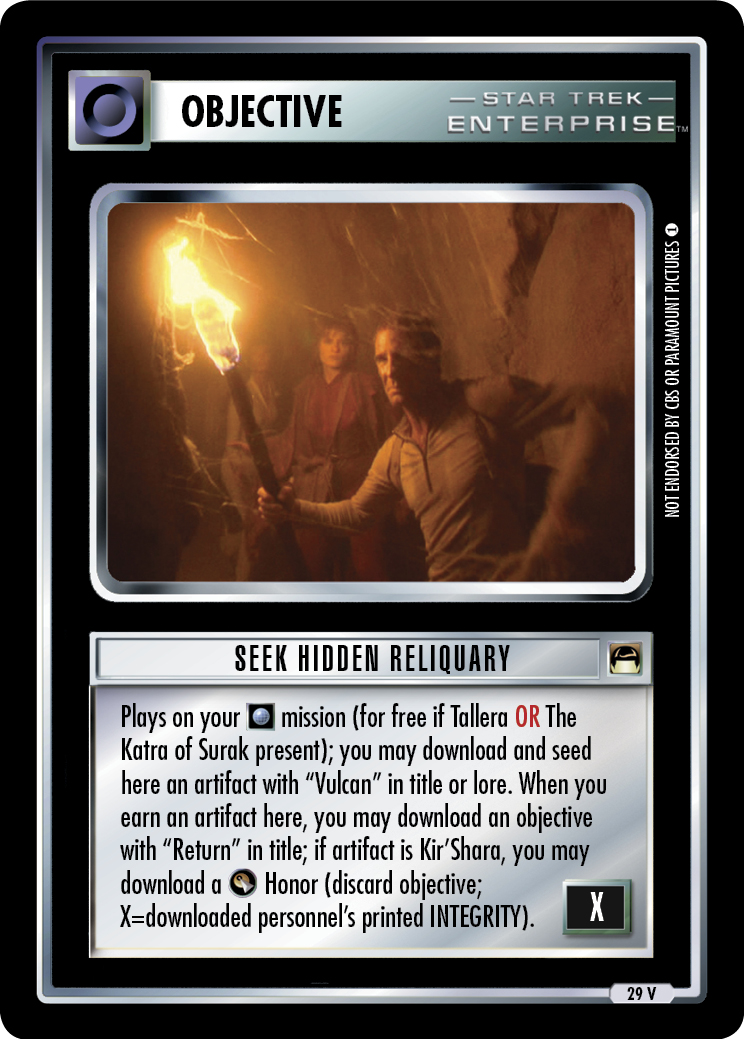 OBJECTIVE
STAR TREK
ENTERPRISE™
NOT ENDORSED BY CBS OR PARAMOUNT PICTURES 1
SEEK HIDDEN RELIQUARY
Plays on your mission (for free if Tallera OR The
Katra of Surak present); you may download and seed
here an artifact with “Vulcan” in title or lore. When you
earn an artifact here, you may download an objective
with “Return” in title; if artifact is Kir’Shara, you may
download a Honor (discard objective;
X=downloaded personnel’s printed INTEGRITY).
X
29 V